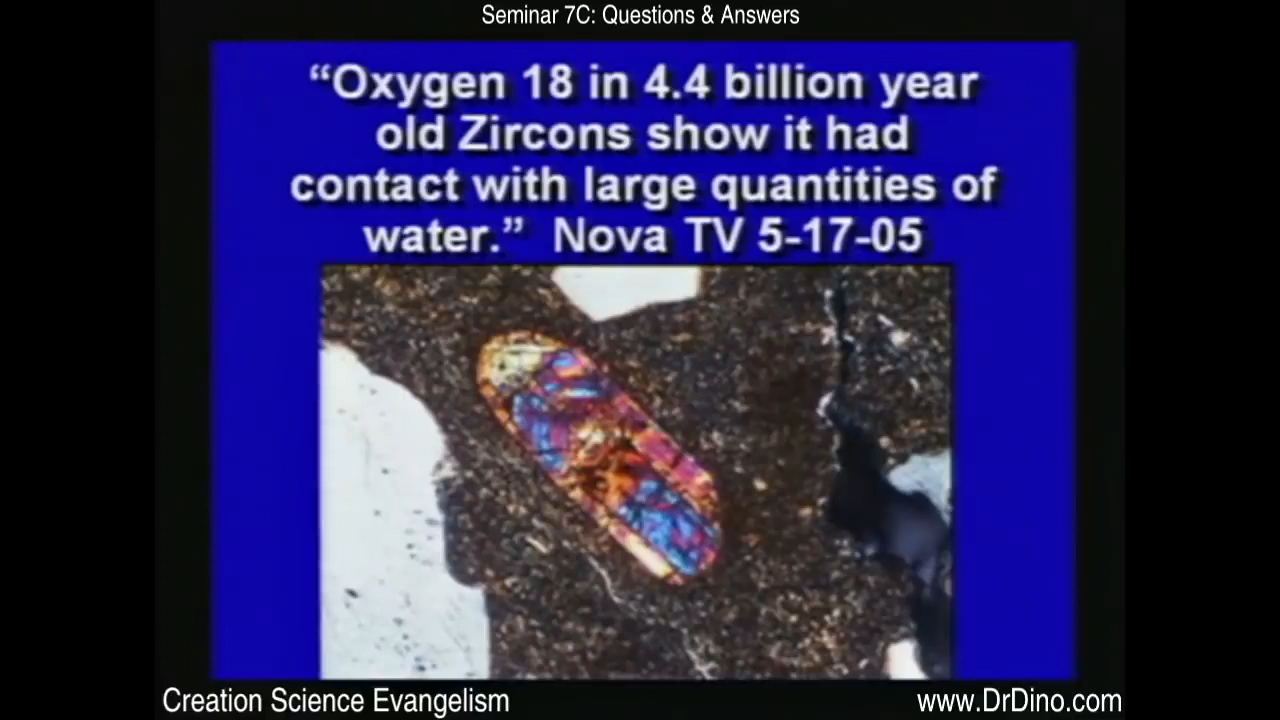 Seminar 7C: Questions & Answers
“Oxygen 18 in 4.4 billion year
old Zircons show it had
contact with large quantities of
water.”  Nova TV 5-17-05
Creation Science Evangelism
www.DrDino.com